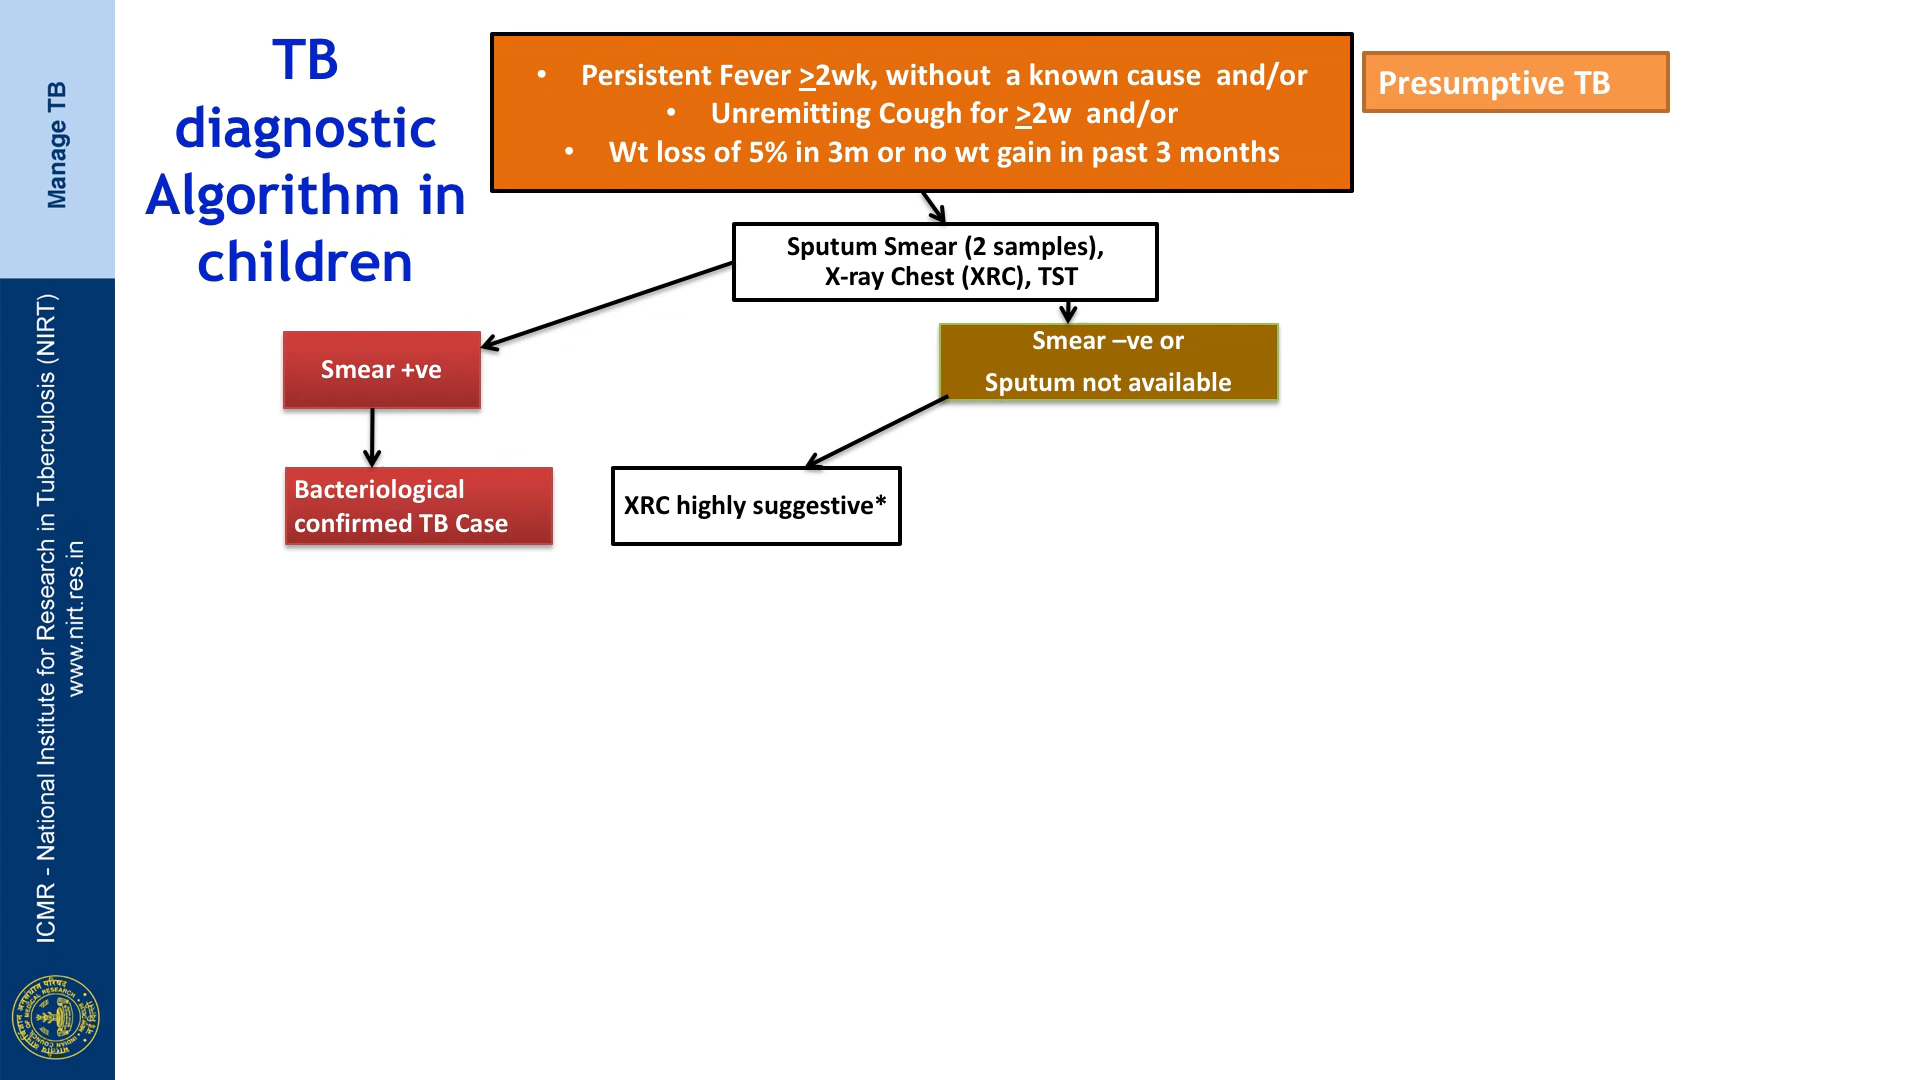 TB
diagnostic
Algorithm in
children
• Persistent Fever >2wk, without a known cause and/or
• Unremitting Cough for >2w and/or
• Wt loss of 5% in 3m or no wt gain in past 3 months
Presumptive TB
Sputum Smear (2 samples),
X-ray Chest (XRC), TST
Smear +ve
Smear –ve or
Sputum not available
Bacteriological
confirmed TB Case
XRC highly suggestive*
Manage TB
ICMR - National Institute for Research in Tuberculosis (NIRT)
www.nirt.res.in